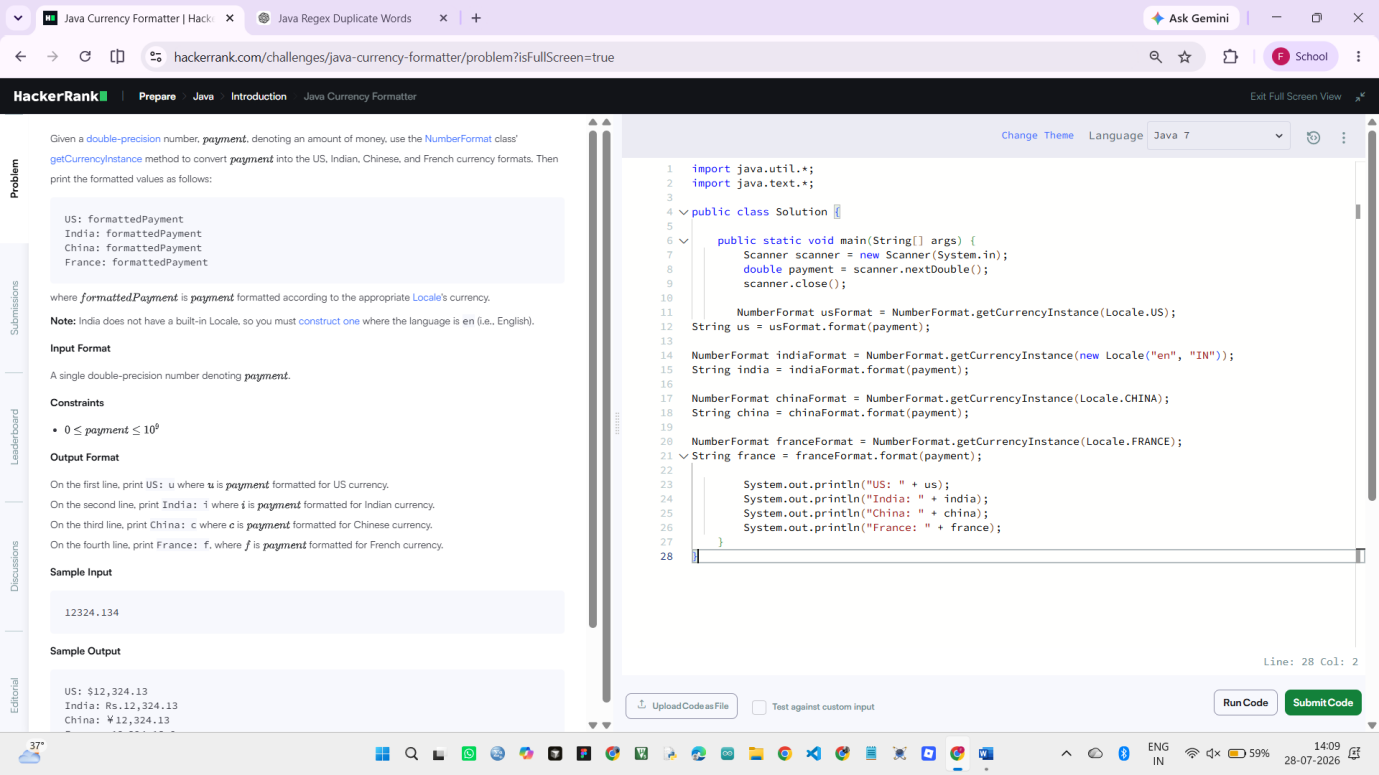 Java Currency Formatter | Hack
Java Regex Duplicate Words
Ask Gemini
hackerrank.com/challenges/java-currency-formatter/problem?isFullScreen=true
F School
HackerRank
Prepare
Java
Introduction
Java Currency Formatter
Exit Full Screen View
Problem
Submissions
Leaderboard
Discussions
Editorial
Given a double-precision number, payment, denoting an amount of money, use the NumberFormat class'
getCurrencyInstance method to convert payment into the US, Indian, Chinese, and French currency formats. Then
print the formatted values as follows:
US: formattedPayment
India: formattedPayment
China: formattedPayment
France: formattedPayment
where formattedPayment is payment formatted according to the appropriate Locale's currency.
Note: India does not have a built-in Locale, so you must construct one where the language is en (i.e., English).
Input Format
A single double-precision number denoting payment.
Constraints
• 0 ≤ payment ≤ 10⁹
Output Format
On the first line, print US: u where u is payment formatted for US currency.
On the second line, print India: i where i is payment formatted for Indian currency.
On the third line, print China: c where c is payment formatted for Chinese currency.
On the fourth line, print France: f, where f is payment formatted for French currency.
Sample Input
12324.134
Sample Output
US: $12,324.13
India: Rs.12,324.13
China: ￥12,324.13
Change Theme
Language
Java 7
1 import java.util.*;
2 import java.text.*;
3
4 public class Solution {
5
6 public static void main(String[] args) {
7 Scanner scanner = new Scanner(System.in);
8 double payment = scanner.nextDouble();
9 scanner.close();
10
11 NumberFormat usFormat = NumberFormat.getCurrencyInstance(Locale.US);
12 String us = usFormat.format(payment);
13
14 NumberFormat indiaFormat = NumberFormat.getCurrencyInstance(new Locale("en", "IN"));
15 String india = indiaFormat.format(payment);
16
17 NumberFormat chinaFormat = NumberFormat.getCurrencyInstance(Locale.CHINA);
18 String china = chinaFormat.format(payment);
19
20 NumberFormat franceFormat = NumberFormat.getCurrencyInstance(Locale.FRANCE);
21 String france = franceFormat.format(payment);
22
23 System.out.println("US: " + us);
24 System.out.println("India: " + india);
25 System.out.println("China: " + china);
26 System.out.println("France: " + france);
27 }
28 }
Line: 28 Col: 2
Upload Code as File
Test against custom input
Run Code
Submit Code
37°
ENG
IN
59%
14:09
28-07-2026